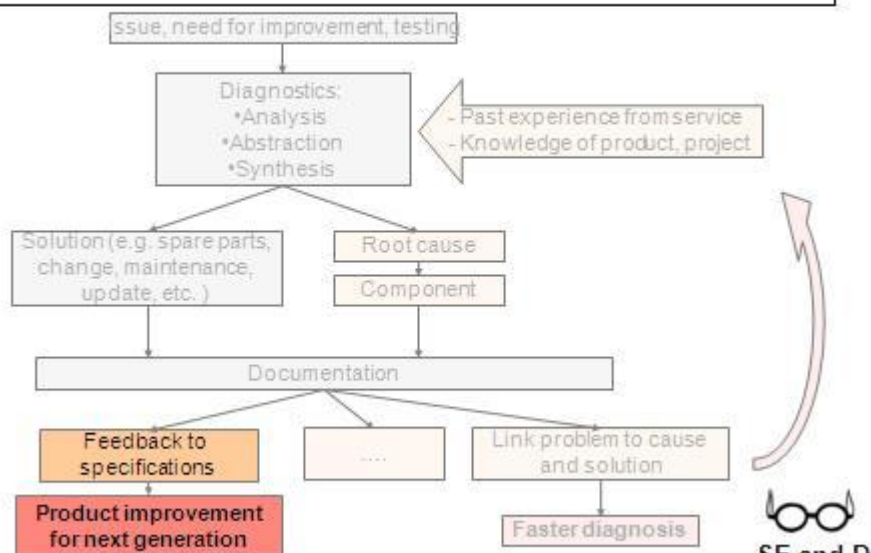 ssue, need for improvement, testing
Diagnostics:
•Analysis
•Abstraction
•Synthesis
- Past experience from service
- Knowledge of product, project
Solution (e.g. spare parts,
change, maintenance,
update, etc. )
Root cause
Component
Documentation
Feedback to
specifications
....
Link problem to cause
and solution
Product improvement
for next generation
Faster diagnosis
SE and D